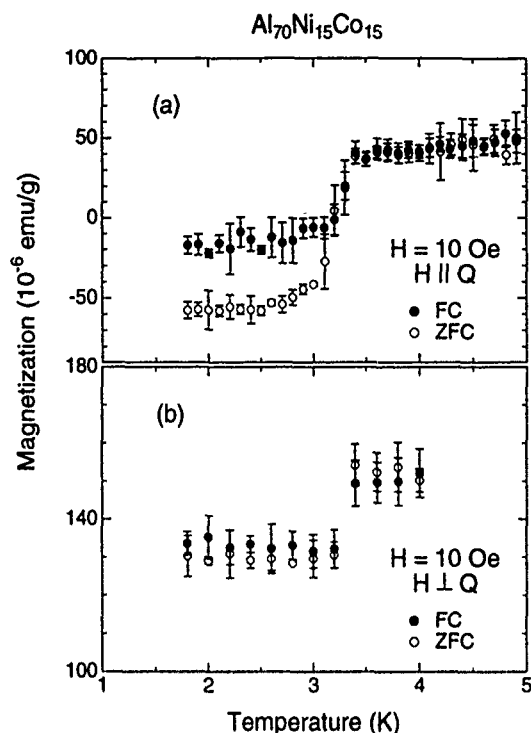 Al₇₀Ni₁₅Co₁₅
Magnetization (10⁻⁶ emu/g)
100
50
0
-50
180
140
100
(a)
H = 10 Oe
H || Q
● FC
○ ZFC
(b)
H = 10 Oe
H ⊥ Q
● FC
○ ZFC
1 2 3 4 5
Temperature (K)